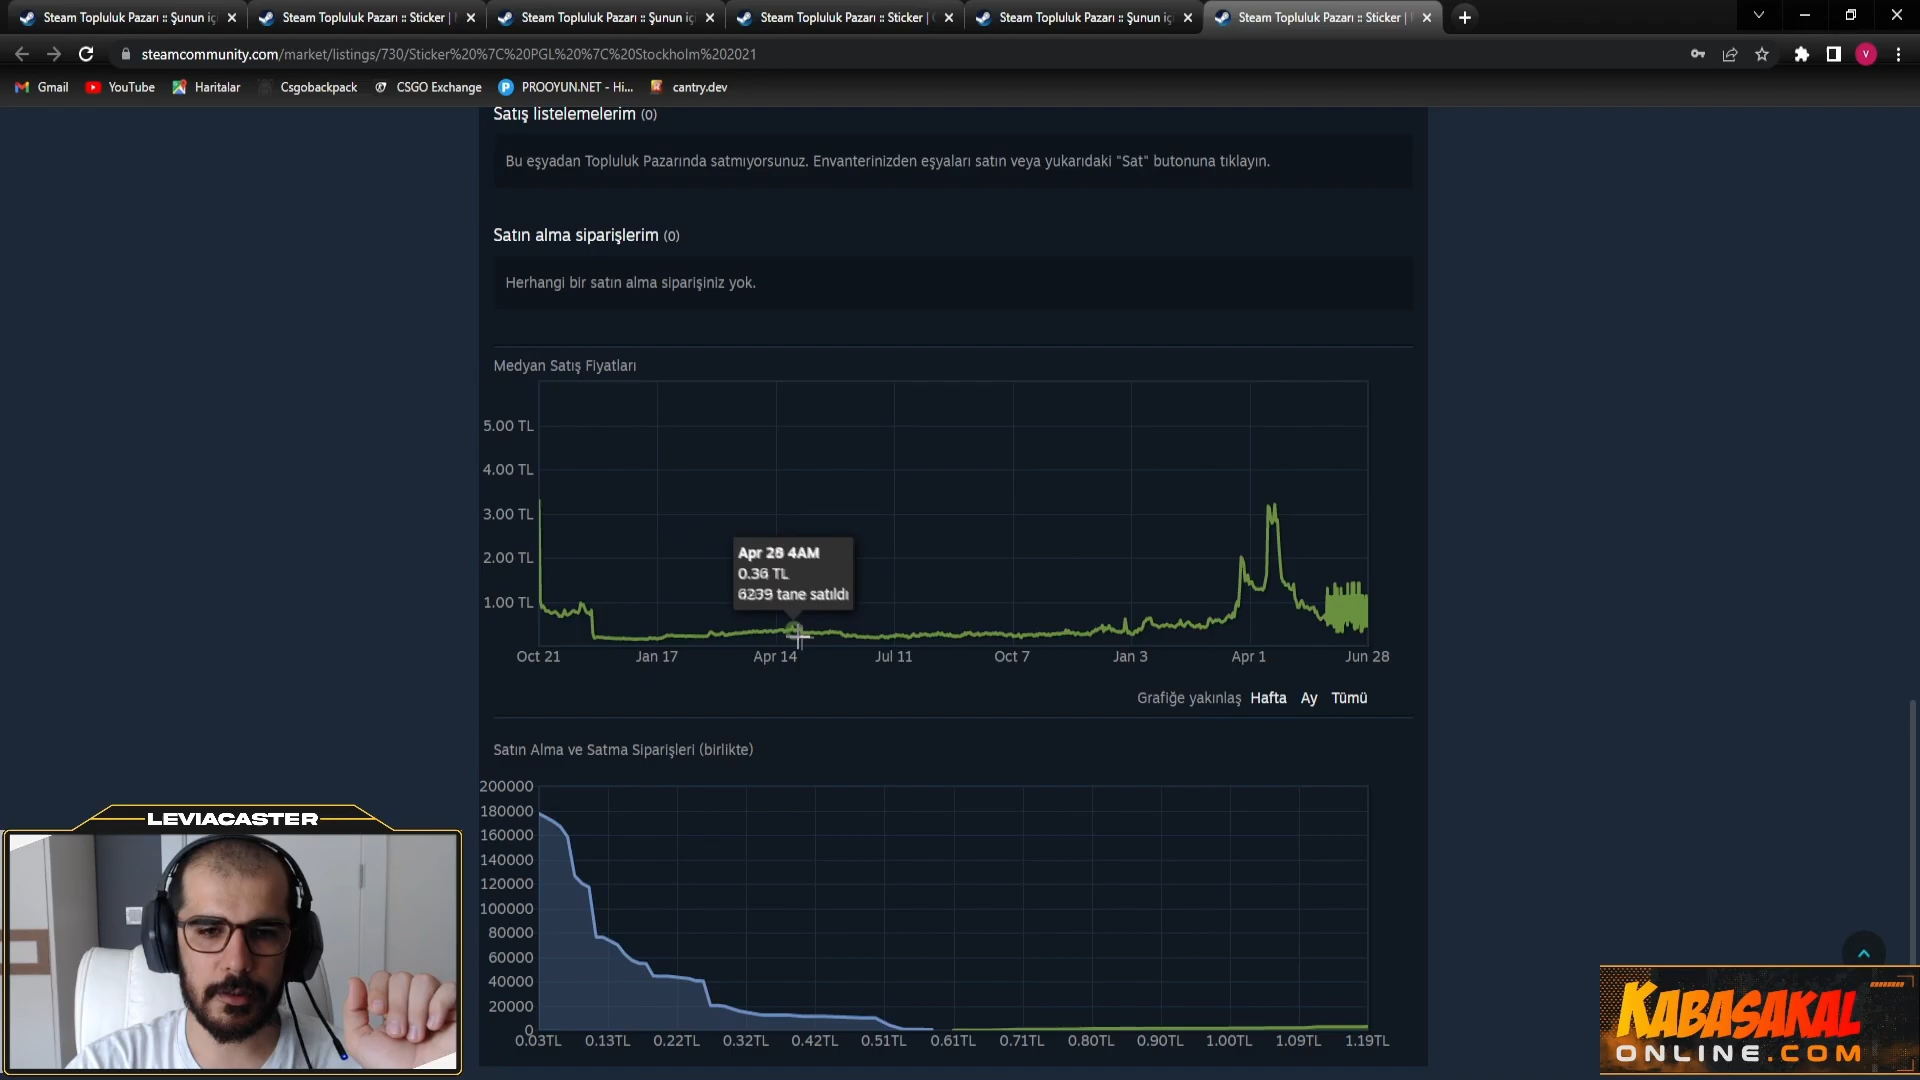 Steam Topluluk Pazarı :: Şunun iç
Steam Topluluk Pazarı :: Sticker |
Steam Topluluk Pazarı :: Şunun iç
Steam Topluluk Pazarı :: Sticker |
Steam Topluluk Pazarı :: Şunun iç
Steam Topluluk Pazarı :: Sticker |
steamcommunity.com/market/listings/730/Sticker%20%7C%20PGL%20%7C%20Stockholm%202021
V
Gmail
YouTube
Haritalar
Csgobackpack
CSGO Exchange
PROOYUN.NET - Hi...
cantry.dev
Satış listelemelerim (0)
Bu eşyadan Topluluk Pazarında satmıyorsunuz. Envanterinizden eşyaları satın veya yukarıdaki "Sat" butonuna tıklayın.
Satın alma siparişlerim (0)
Herhangi bir satın alma siparişiniz yok.
Medyan Satış Fiyatları
5.00 TL
4.00 TL
3.00 TL
2.00 TL
1.00 TL
Apr 28 4AM
0.36 TL
6239 tane satıldı
Oct 21 Jan 17 Apr 14 Jul 11 Oct 7 Jan 3 Apr 1 Jun 28
Grafiğe yakınlaş Hafta Ay Tümü
Satın Alma ve Satma Siparişleri (birlikte)
200000
180000
160000
140000
120000
100000
80000
60000
40000
20000
0
0.03TL 0.13TL 0.22TL 0.32TL 0.42TL 0.51TL 0.61TL 0.71TL 0.80TL 0.90TL 1.00TL 1.09TL 1.19TL
LEVIACASTER
KABASAKAL
ONLINE.COM